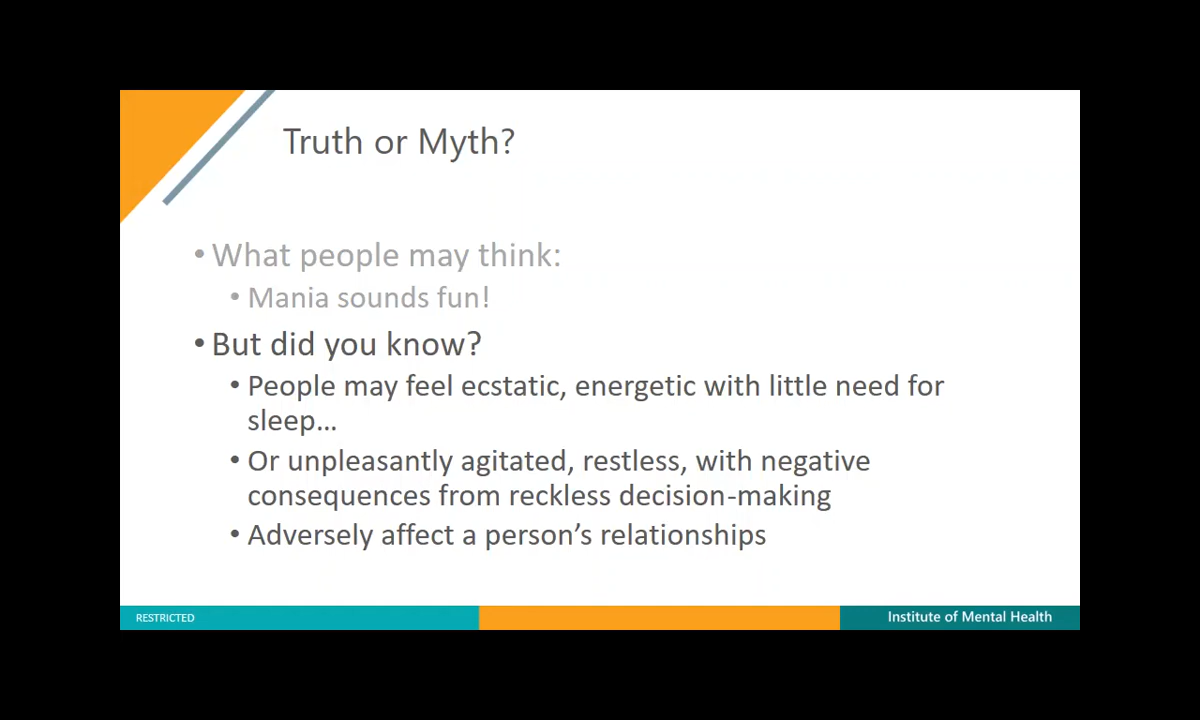 Truth or Myth?
• What people may think:
• Mania sounds fun!
• But did you know?
• People may feel ecstatic, energetic with little need for
sleep...
• Or unpleasantly agitated, restless, with negative
consequences from reckless decision-making
• Adversely affect a person’s relationships
RESTRICTED
Institute of Mental Health